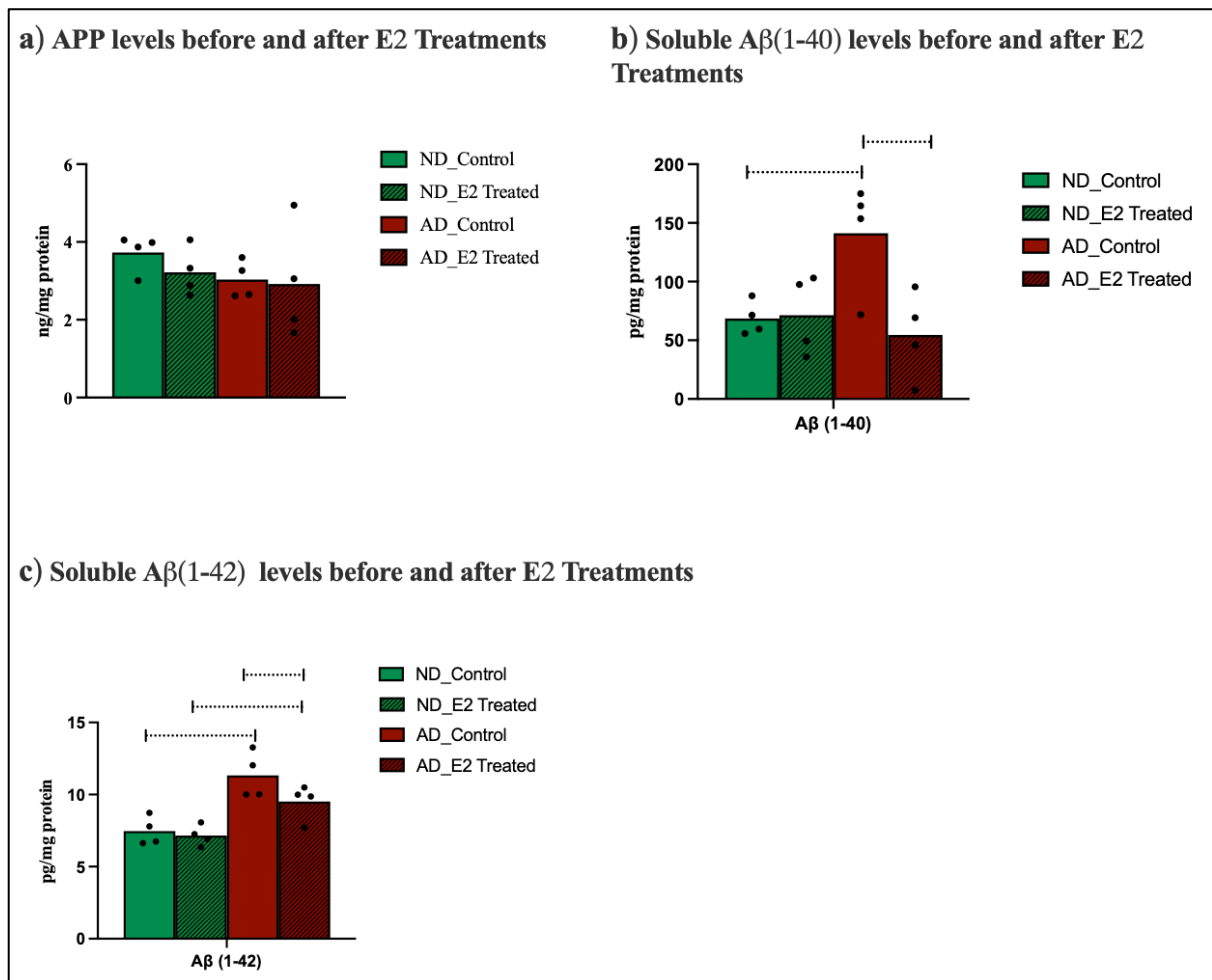 a) APP levels before and after E2 Treatments
ng/mg protein
6
4
2
0
ND_Control
ND_E2 Treated
AD_Control
AD_E2 Treated
b) Soluble Aβ(1-40) levels before and after E2
Treatments
pg/mg protein
200
150
100
50
0
Aβ (1-40)
ND_Control
ND_E2 Treated
AD_Control
AD_E2 Treated
c) Soluble Aβ(1-42) levels before and after E2 Treatments
pg/mg protein
15
10
5
0
Aβ (1-42)
ND_Control
ND_E2 Treated
AD_Control
AD_E2 Treated